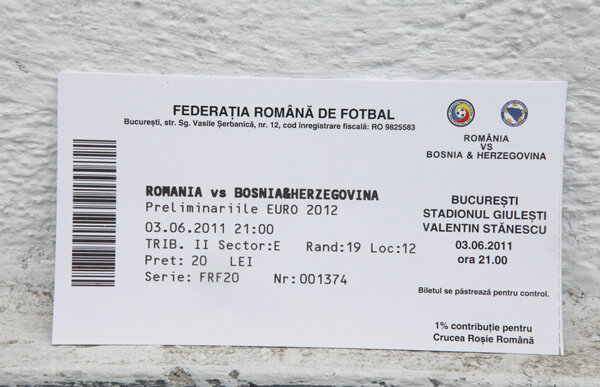 FEDERAȚIA ROMÂNĂ DE FOTBAL
București, str. Sg. Vasile Șerbanică, nr. 12, cod înregistrare fiscală: RO 9825583
ROMANIA vs BOSNIA&HERZEGOVINA
Preliminariile EURO 2012
03.06.2011 21:00
TRIB. II Sector:E Rand:19 Loc:12
Pret: 20 LEI
Serie: FRF20 Nr:001374
ROMÂNIA
VS
BOSNIA & HERZEGOVINA
BUCUREȘTI
STADIONUL GIULEȘTI
VALENTIN STĂNESCU
03.06.2011
ora 21.00
Biletul se păstrează pentru control.
1% contribuție pentru
Crucea Roșie Română